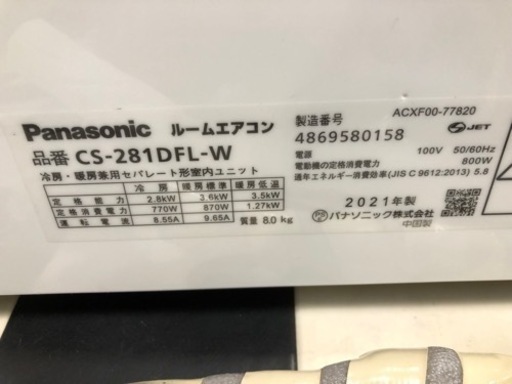 ACXF00-77820
Panasonic ルームエアコン
品番 CS-281DFL-W
冷房・暖房兼用セパレート形室内ユニット
冷房 暖房標準 暖房低温
定格能力 2.8kW 3.6kW 3.5kW
定格消費電力 770W 870W 1.27kW
運転電流 8.55A 9.65A
質量 8.0 kg
製造番号
4869580158
JET
電源 100V 50/60Hz
電動機の定格消費電力 800W
通年エネルギー消費効率(JIS C 9612:2013) 5.8
2021年製
パナソニック株式会社
中国製